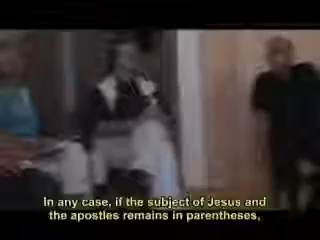 In any case, if the subject of Jesus and
the apostles remains in parentheses,